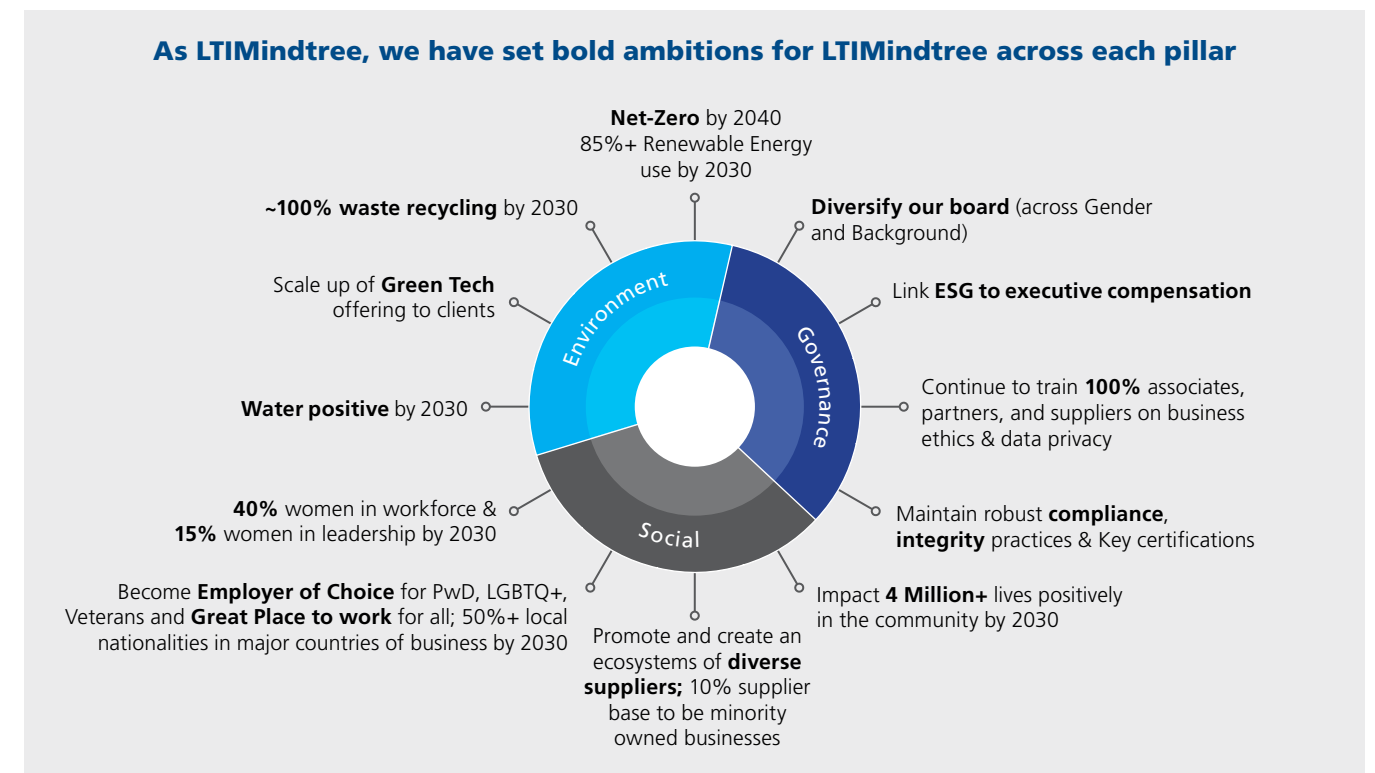 As LTIMindtree, we have set bold ambitions for LTIMindtree across each pillar
Net-Zero by 2040
85%+ Renewable Energy
use by 2030
Diversify our board (across Gender
and Background)
Link ESG to executive compensation
Continue to train 100% associates,
partners, and suppliers on business
ethics & data privacy
Maintain robust compliance,
integrity practices & Key certifications
Impact 4 Million+ lives positively
in the community by 2030
Promote and create an
ecosystems of diverse
suppliers; 10% supplier
base to be minority
owned businesses
Become Employer of Choice for PwD, LGBTQ+,
Veterans and Great Place to work for all; 50%+ local
nationalities in major countries of business by 2030
40% women in workforce &
15% women in leadership by 2030
Water positive by 2030
Scale up of Green Tech
offering to clients
~100% waste recycling by 2030
Environment
Governance
Social